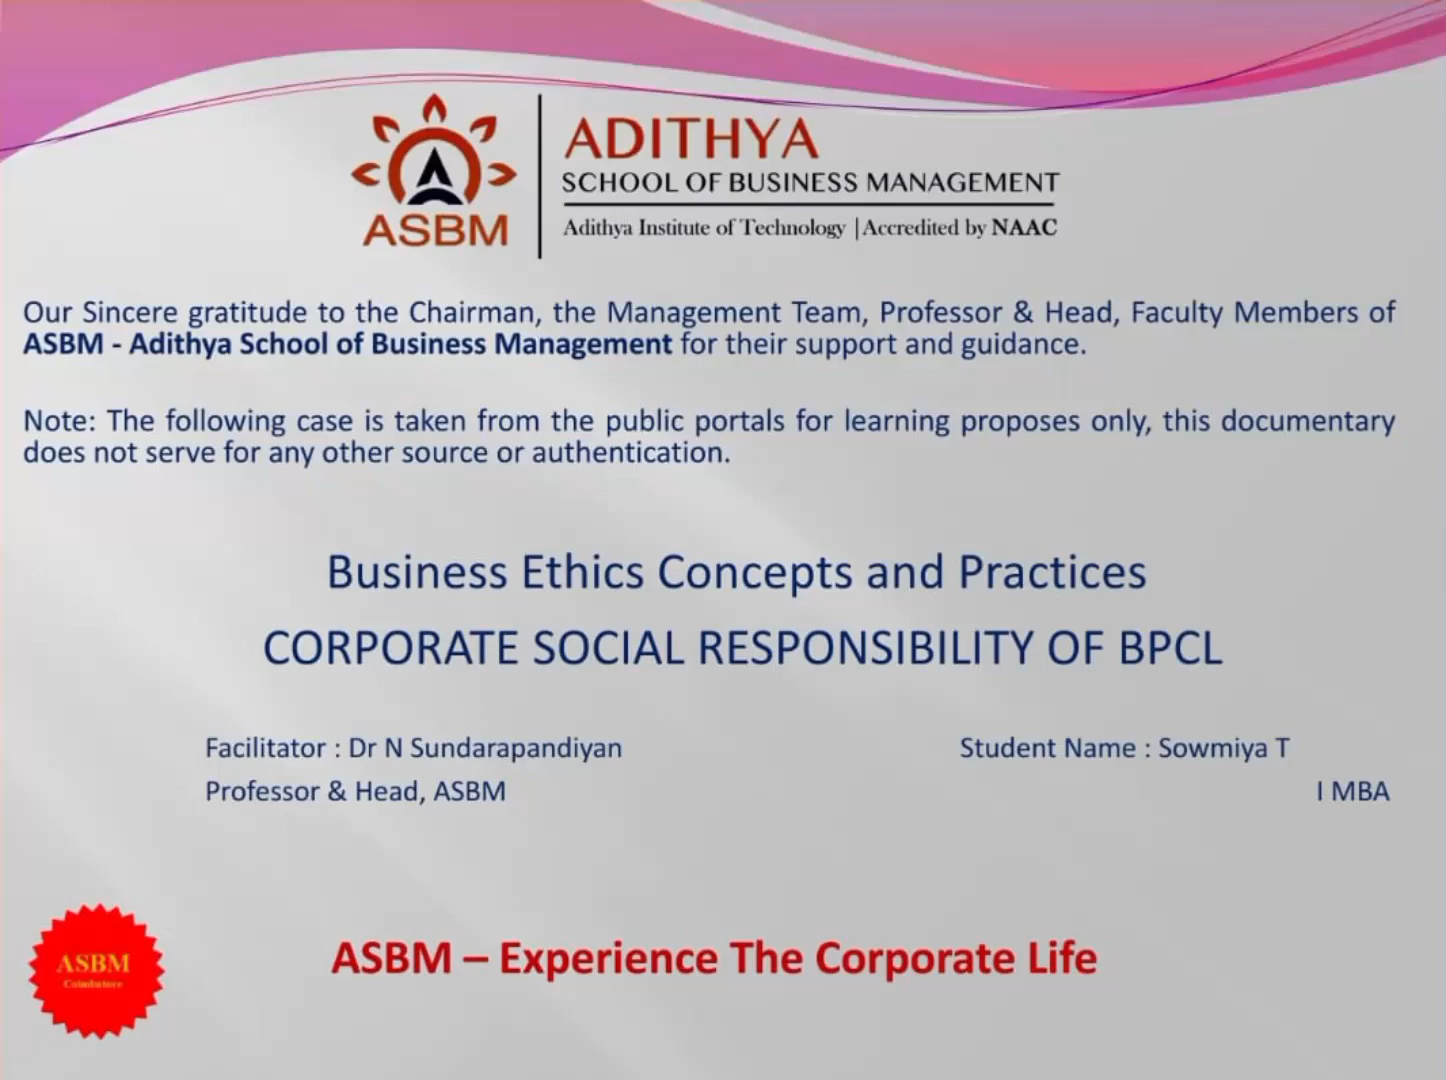 ASBM
ADITHYA
SCHOOL OF BUSINESS MANAGEMENT
Adithya Institute of Technology | Accredited by NAAC
Our Sincere gratitude to the Chairman, the Management Team, Professor & Head, Faculty Members of
ASBM - Adithya School of Business Management for their support and guidance.
Note: The following case is taken from the public portals for learning proposes only, this documentary
does not serve for any other source or authentication.
Business Ethics Concepts and Practices
CORPORATE SOCIAL RESPONSIBILITY OF BPCL
Facilitator : Dr N Sundarapandiyan
Student Name : Sowmiya T
Professor & Head, ASBM
I MBA
ASBM
Coimbatore
ASBM – Experience The Corporate Life